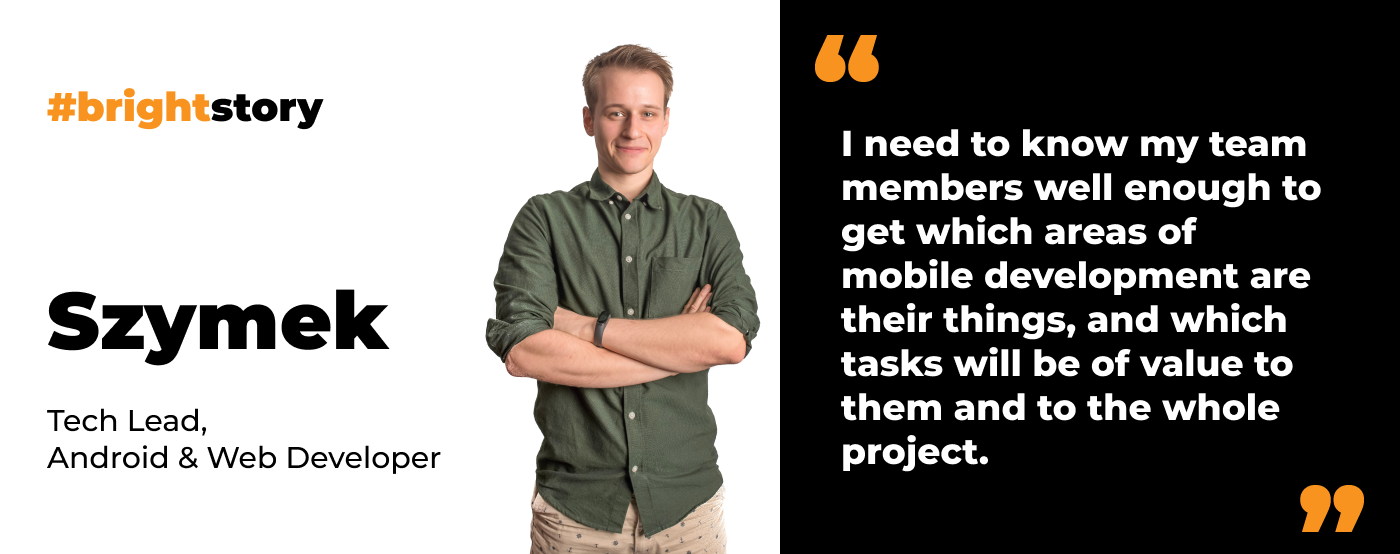 #brightstory
Szymek
Tech Lead,
Android & Web Developer
“
I need to know my team
members well enough to
get which areas of
mobile development are
their things, and which
tasks will be of value to
them and to the whole
project.
”